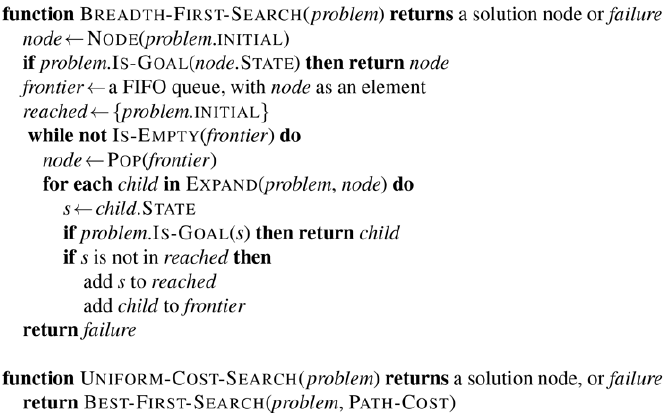 function BREADTH-FIRST-SEARCH(problem) returns a solution node or failure
node ← NODE(problem.INITIAL)
if problem.IS-GOAL(node.STATE) then return node
frontier ← a FIFO queue, with node as an element
reached ← {problem.INITIAL}
while not IS-EMPTY(frontier) do
node ← POP(frontier)
for each child in EXPAND(problem, node) do
s ← child.STATE
if problem.IS-GOAL(s) then return child
if s is not in reached then
add s to reached
add child to frontier
return failure
function UNIFORM-COST-SEARCH(problem) returns a solution node, or failure
return BEST-FIRST-SEARCH(problem, PATH-COST)